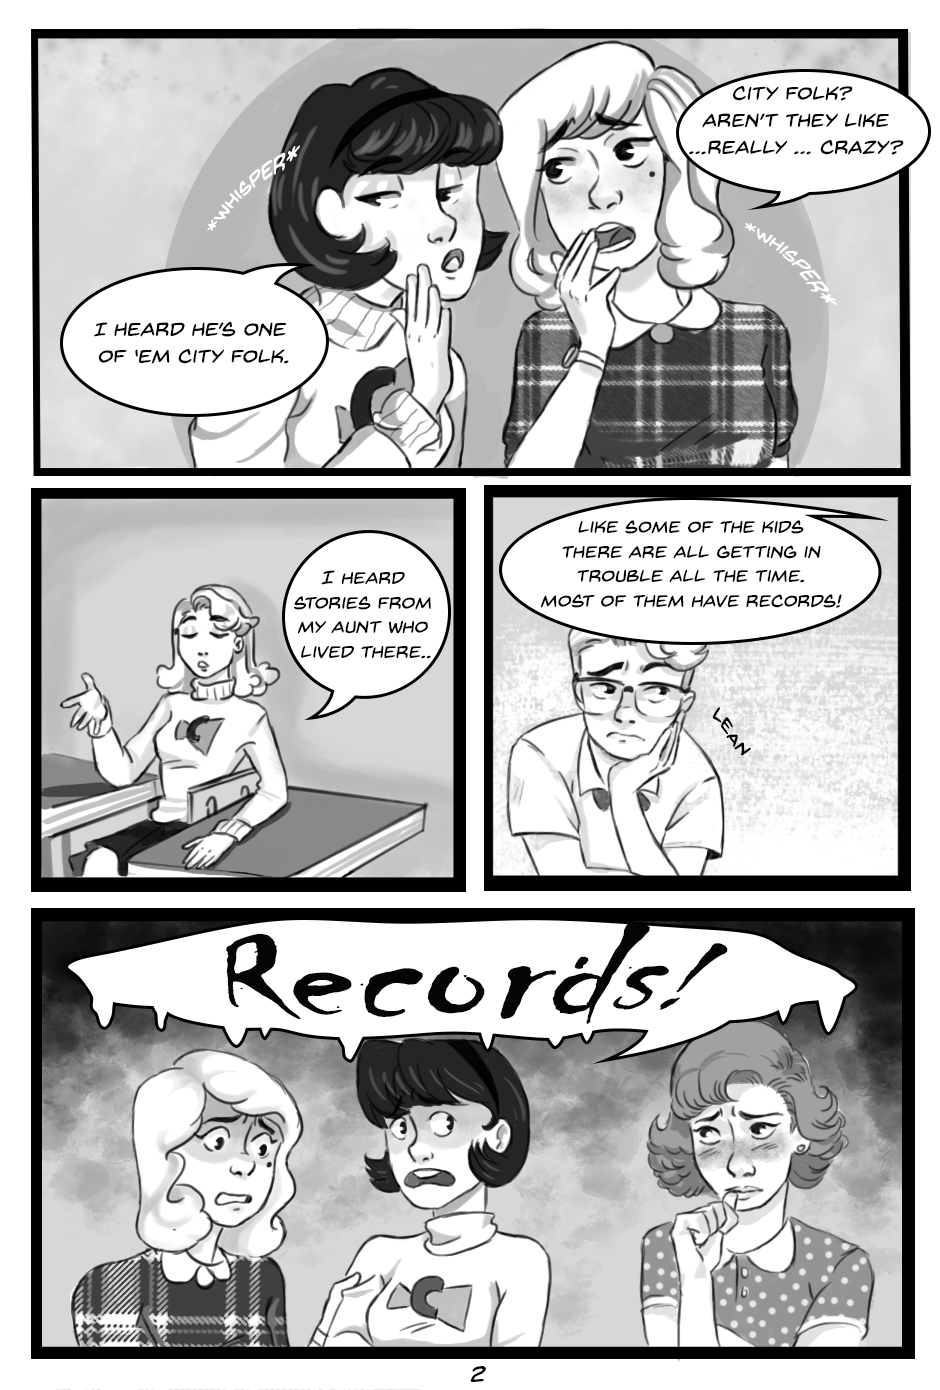 *WHISPER*
CITY FOLK?
AREN'T THEY LIKE
...REALLY ... CRAZY?
*WHISPER*
I HEARD HE'S ONE
OF 'EM CITY FOLK.
C
I HEARD
STORIES FROM
MY AUNT WHO
LIVED THERE..
C
LIKE SOME OF THE KIDS
THERE ARE ALL GETTING IN
TROUBLE ALL THE TIME.
MOST OF THEM HAVE RECORDS!
LEAN
Records!
C
2